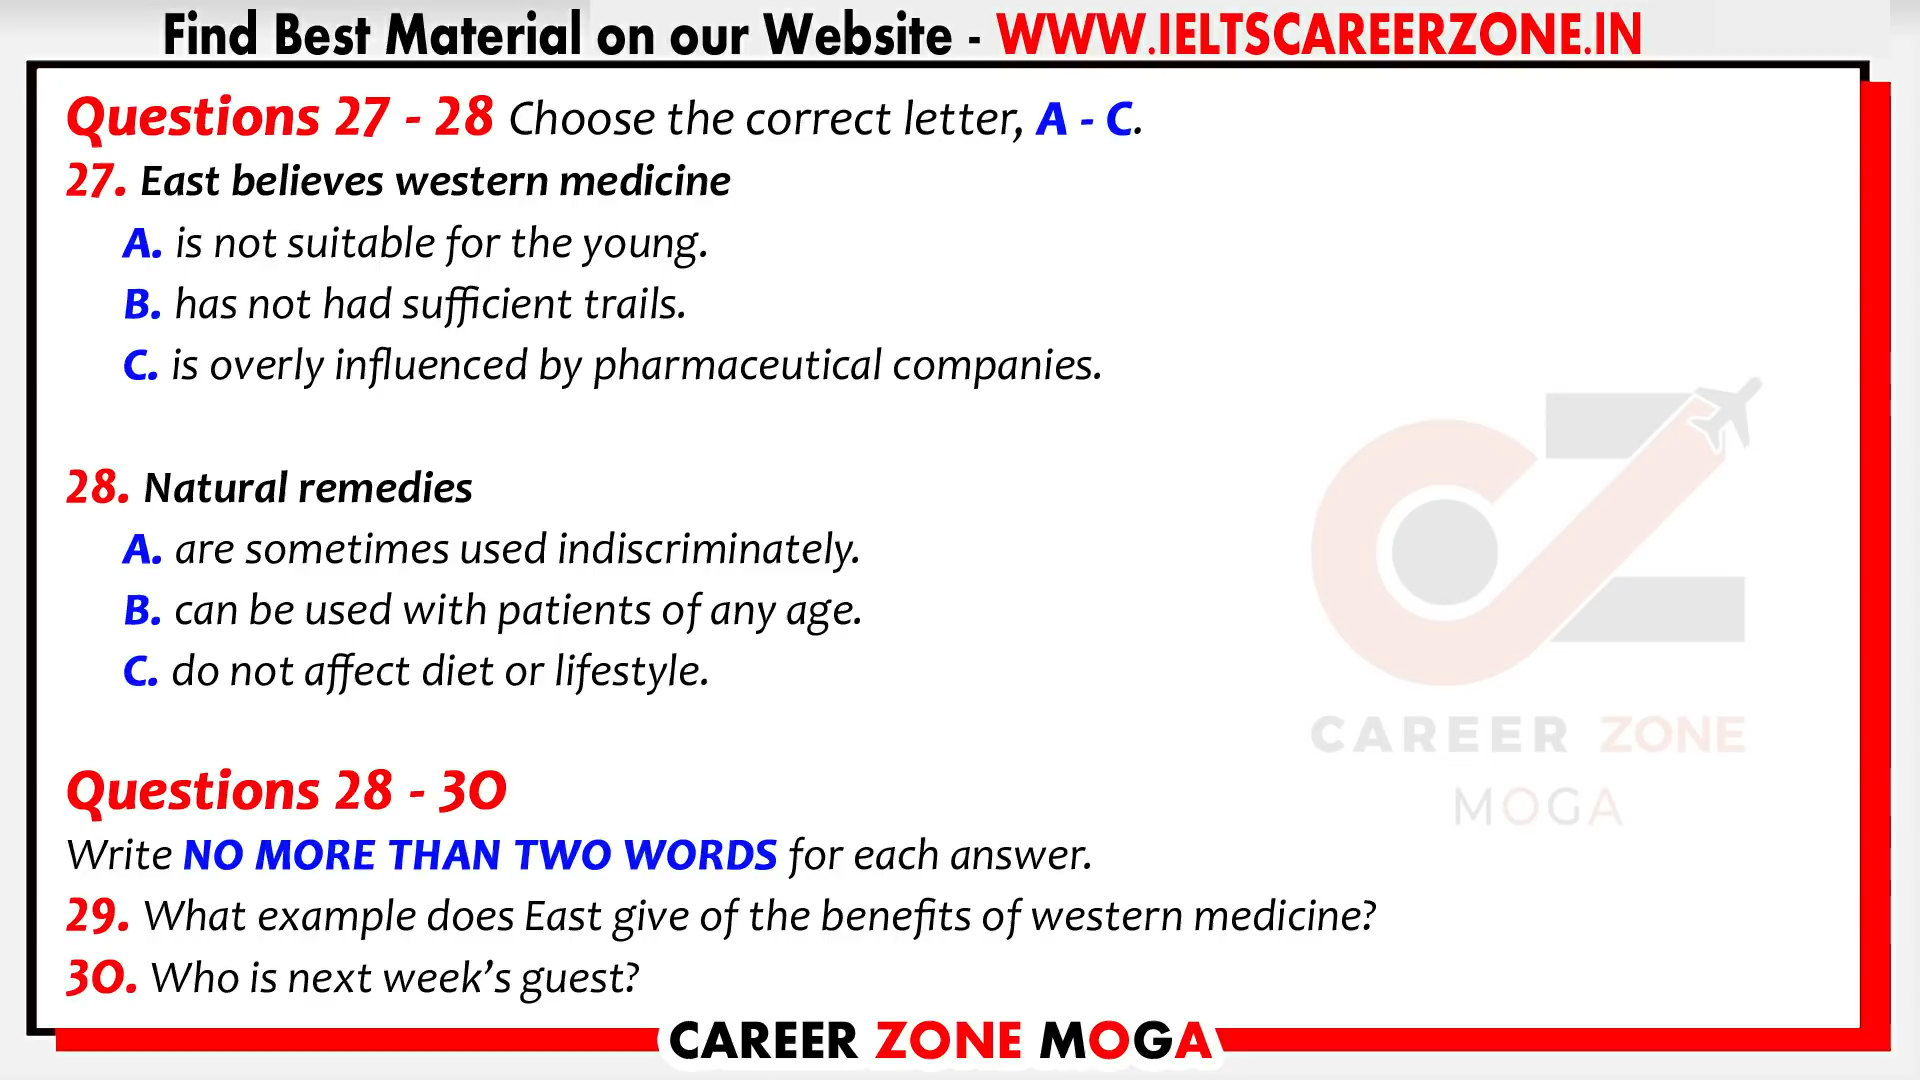 Find Best Material on our Website - WWW.IELTSCAREERZONE.IN
Questions 27 - 28 Choose the correct letter, A - C.
27. East believes western medicine
A. is not suitable for the young.
B. has not had sufficient trails.
C. is overly influenced by pharmaceutical companies.
28. Natural remedies
A. are sometimes used indiscriminately.
B. can be used with patients of any age.
C. do not affect diet or lifestyle.
CAREER ZONE
MOGA
Questions 28 - 30
Write NO MORE THAN TWO WORDS for each answer.
29. What example does East give of the benefits of western medicine?
30. Who is next week's guest?
CAREER ZONE MOGA